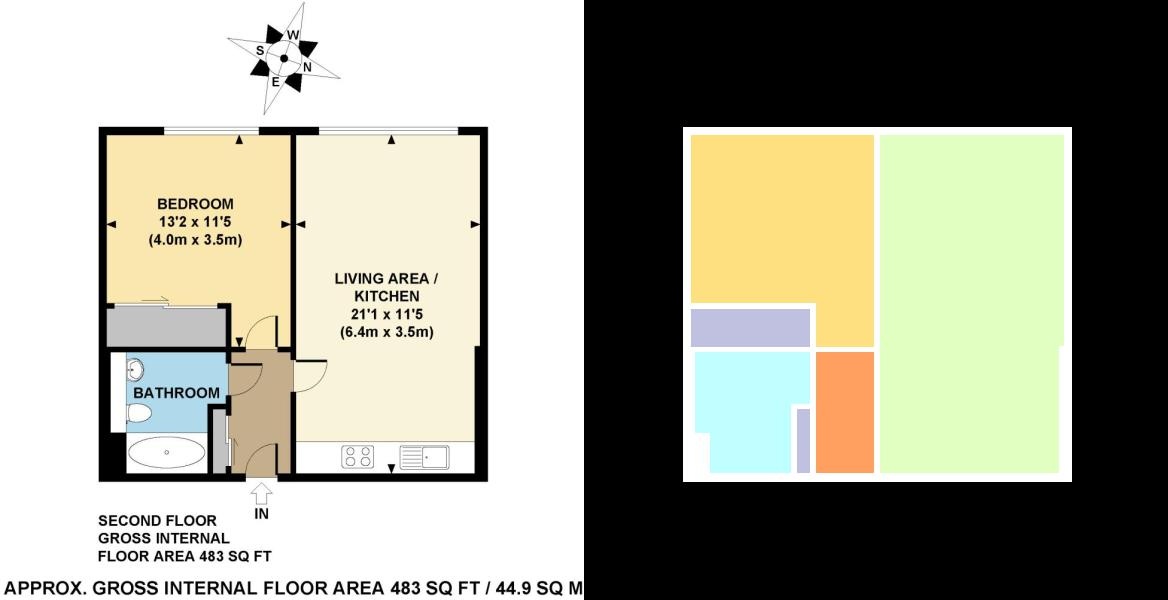 W
S
N
E
BEDROOM
13'2 x 11'5
(4.0m x 3.5m)
LIVING AREA /
KITCHEN
21'1 x 11'5
(6.4m x 3.5m)
BATHROOM
IN
SECOND FLOOR
GROSS INTERNAL
FLOOR AREA 483 SQ FT
APPROX. GROSS INTERNAL FLOOR AREA 483 SQ FT / 44.9 SQ M